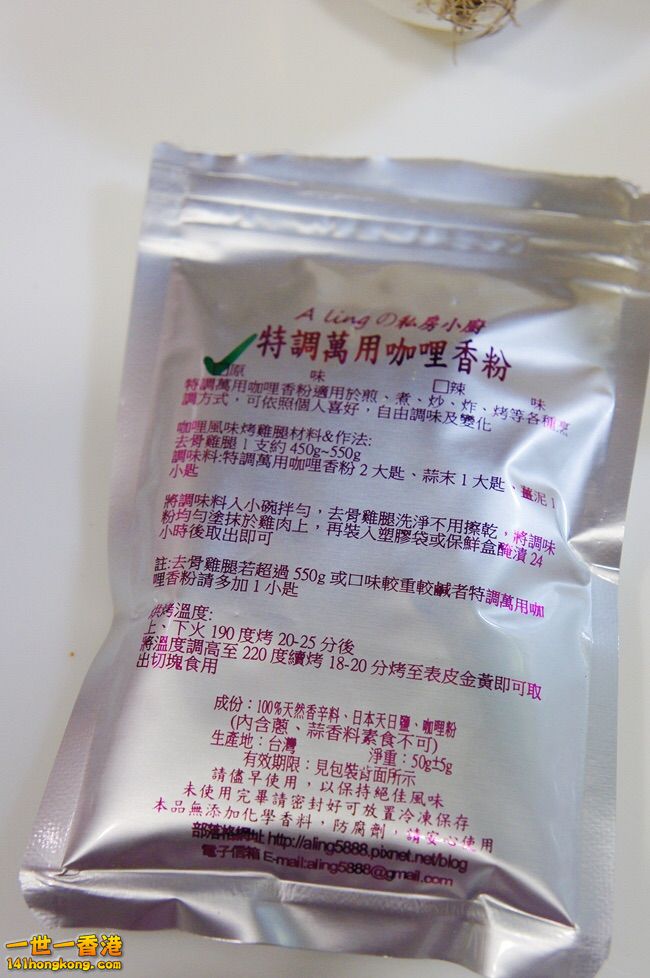 A lingの私房小廚
特調萬用咖哩香粉
□原 味 □辣 味
特調萬用咖哩香粉適用於煎、煮、炒、炸、烤等各種烹
調方式，可依照個人喜好，自由調味及變化
咖哩風味烤雞腿材料&作法:
去骨雞腿 1 支約 450g~550g
調味料:特調萬用咖哩香粉 2 大匙、蒜末 1 大匙、薑泥 1
小匙
將調味料入小碗拌勻，去骨雞腿洗淨不用擦乾，將調味
粉均勻塗抹於雞肉上，再裝入塑膠袋或保鮮盒醃漬 24
小時後取出即可
註:去骨雞腿若超過 550g 或口味較重較鹹者特調萬用咖
哩香粉請多加 1 小匙
烘烤溫度:
上、下火 190 度烤 20-25 分後
將溫度調高至 220 度續烤 18-20 分烤至表皮金黃即可取
出切塊食用
成份：100%天然香辛料、日本天日鹽、咖哩粉
(內含蔥、蒜香料素食不可)
生產地：台灣 淨重：50g±5g
有效期限：見包裝背面所示
請儘早使用，以保持絕佳風味
未使用完畢請密封好可放置冷凍保存
本品無添加化學香料，防腐劑，請安心使用
部落格網址 http://aling5888.pixnet.net/blog
電子信箱 E-mail:aling5888@gmail.com
一世一香港
141hongkong.com